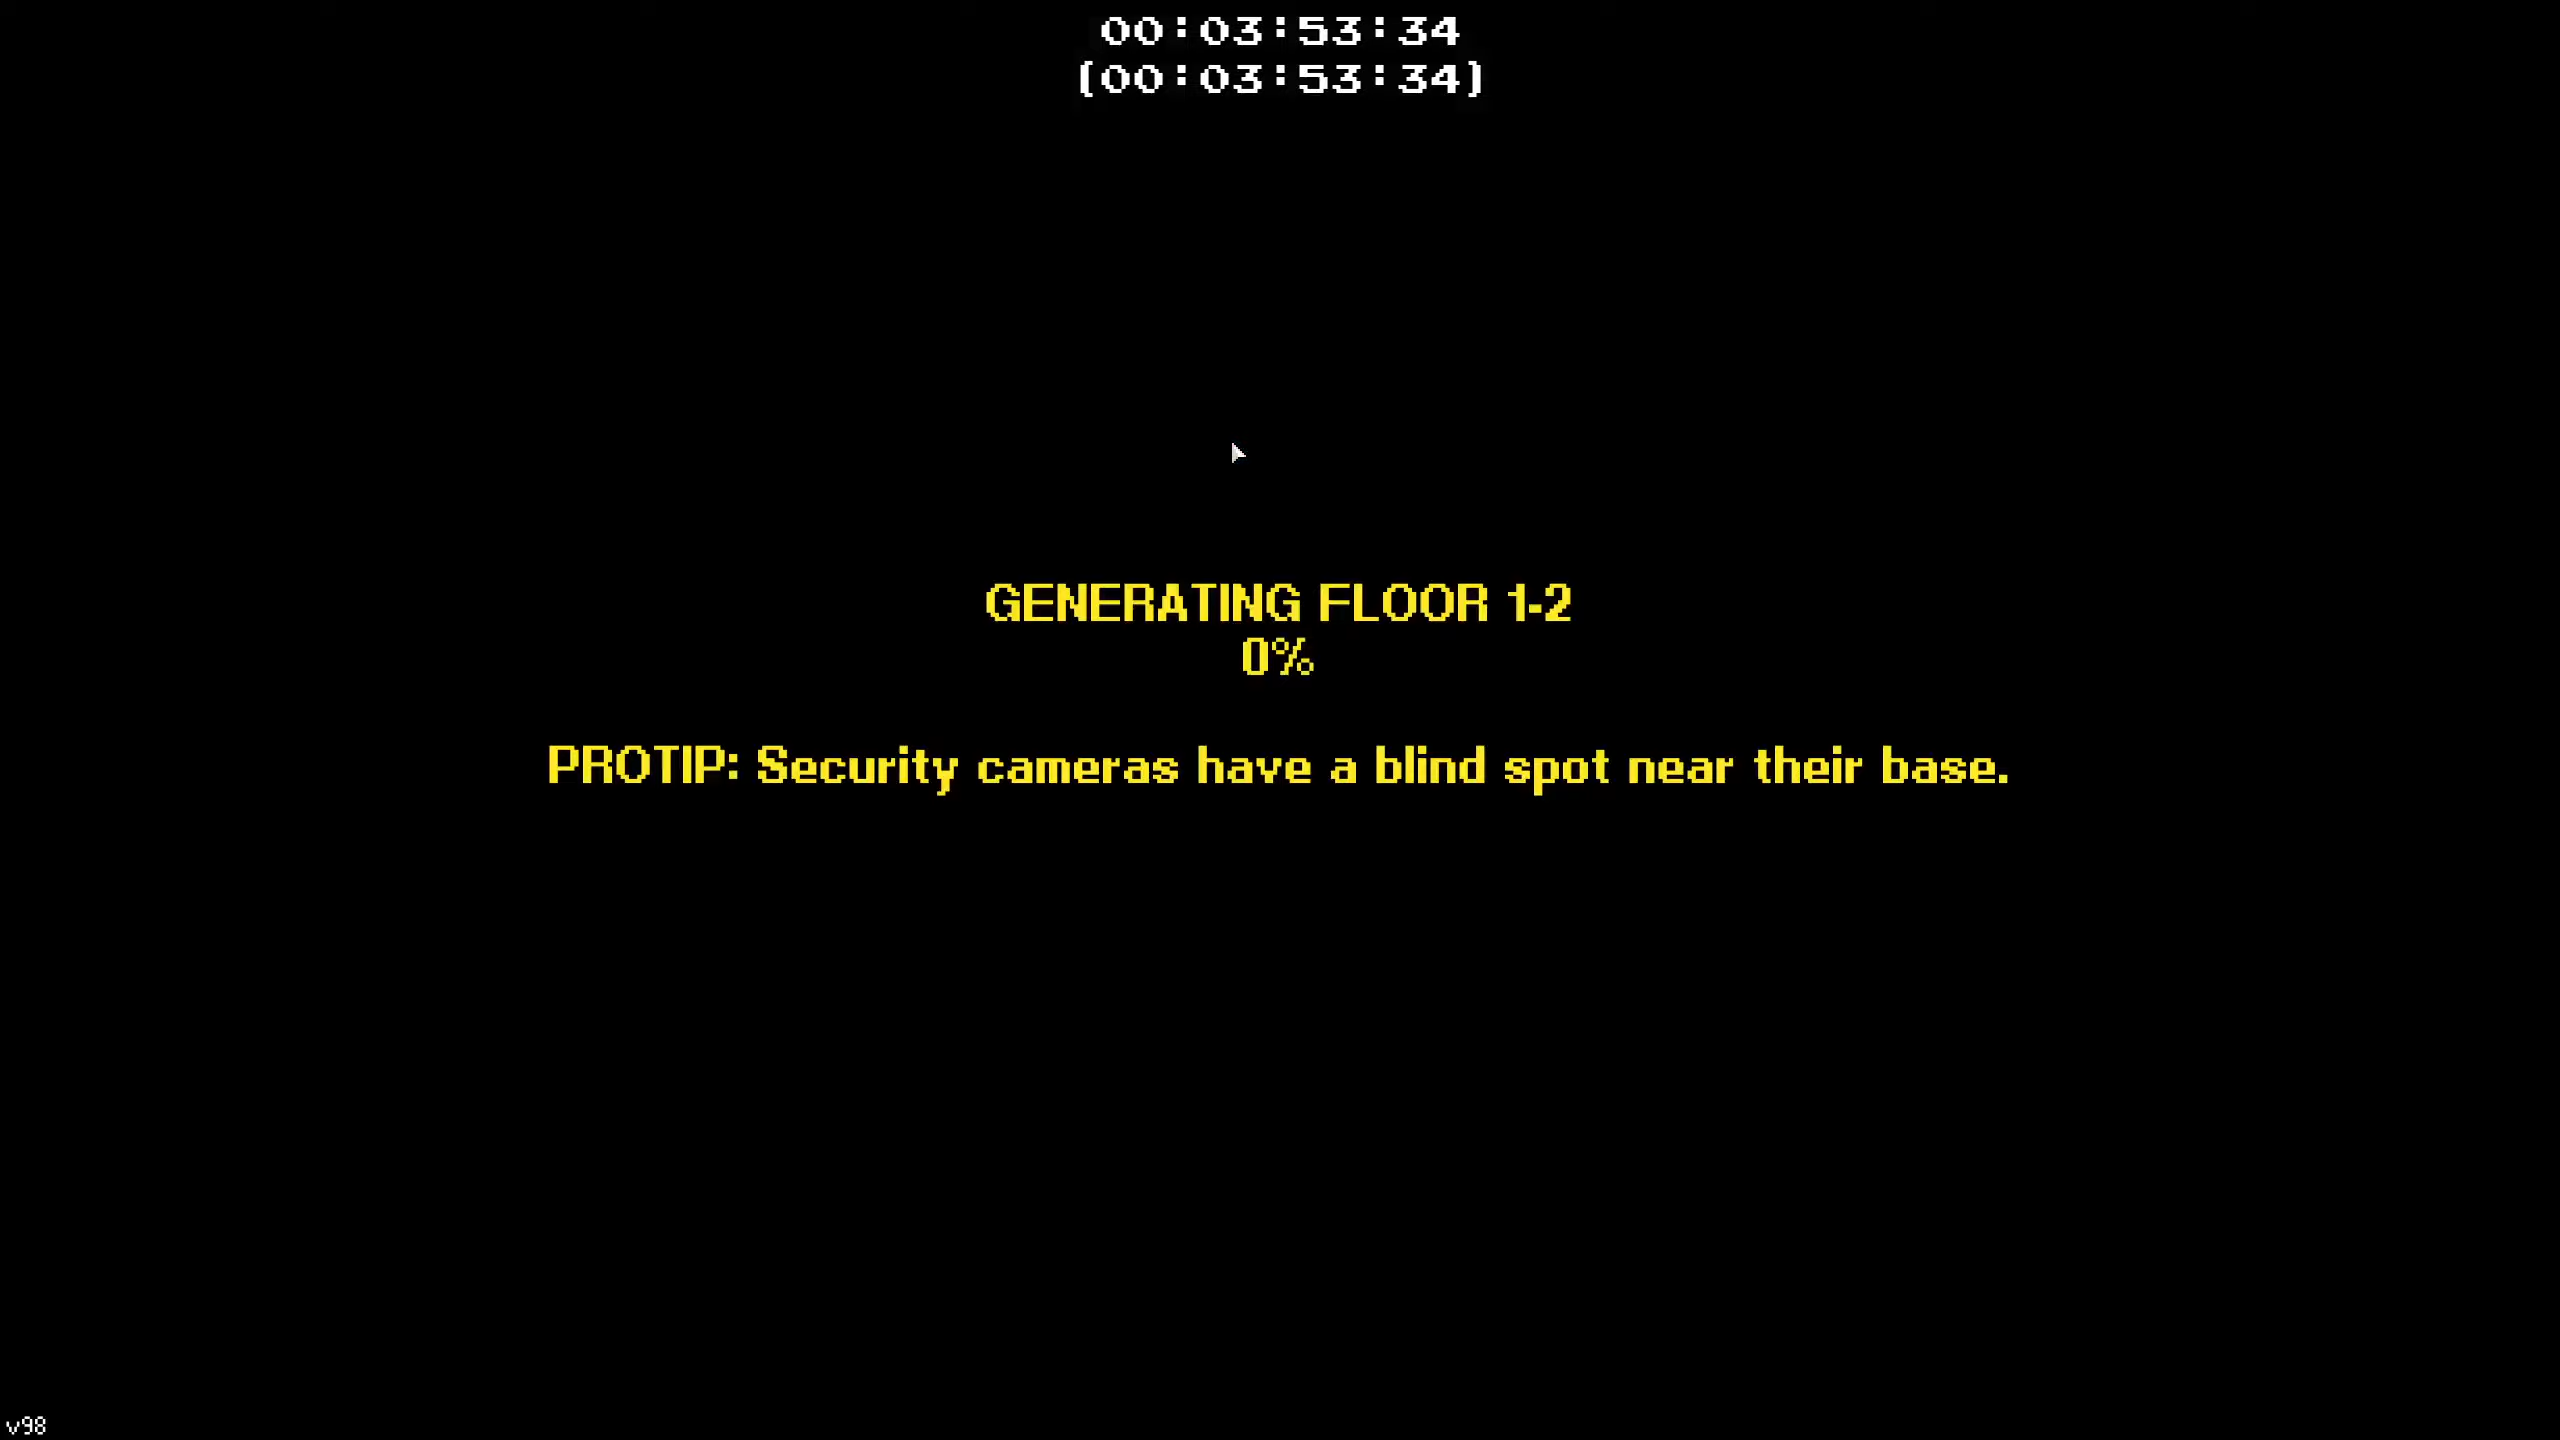 00:03:53:34
(00:03:53:34)
GENERATING FLOOR 1-2
0%
PROTIP: Security cameras have a blind spot near their base.
v98